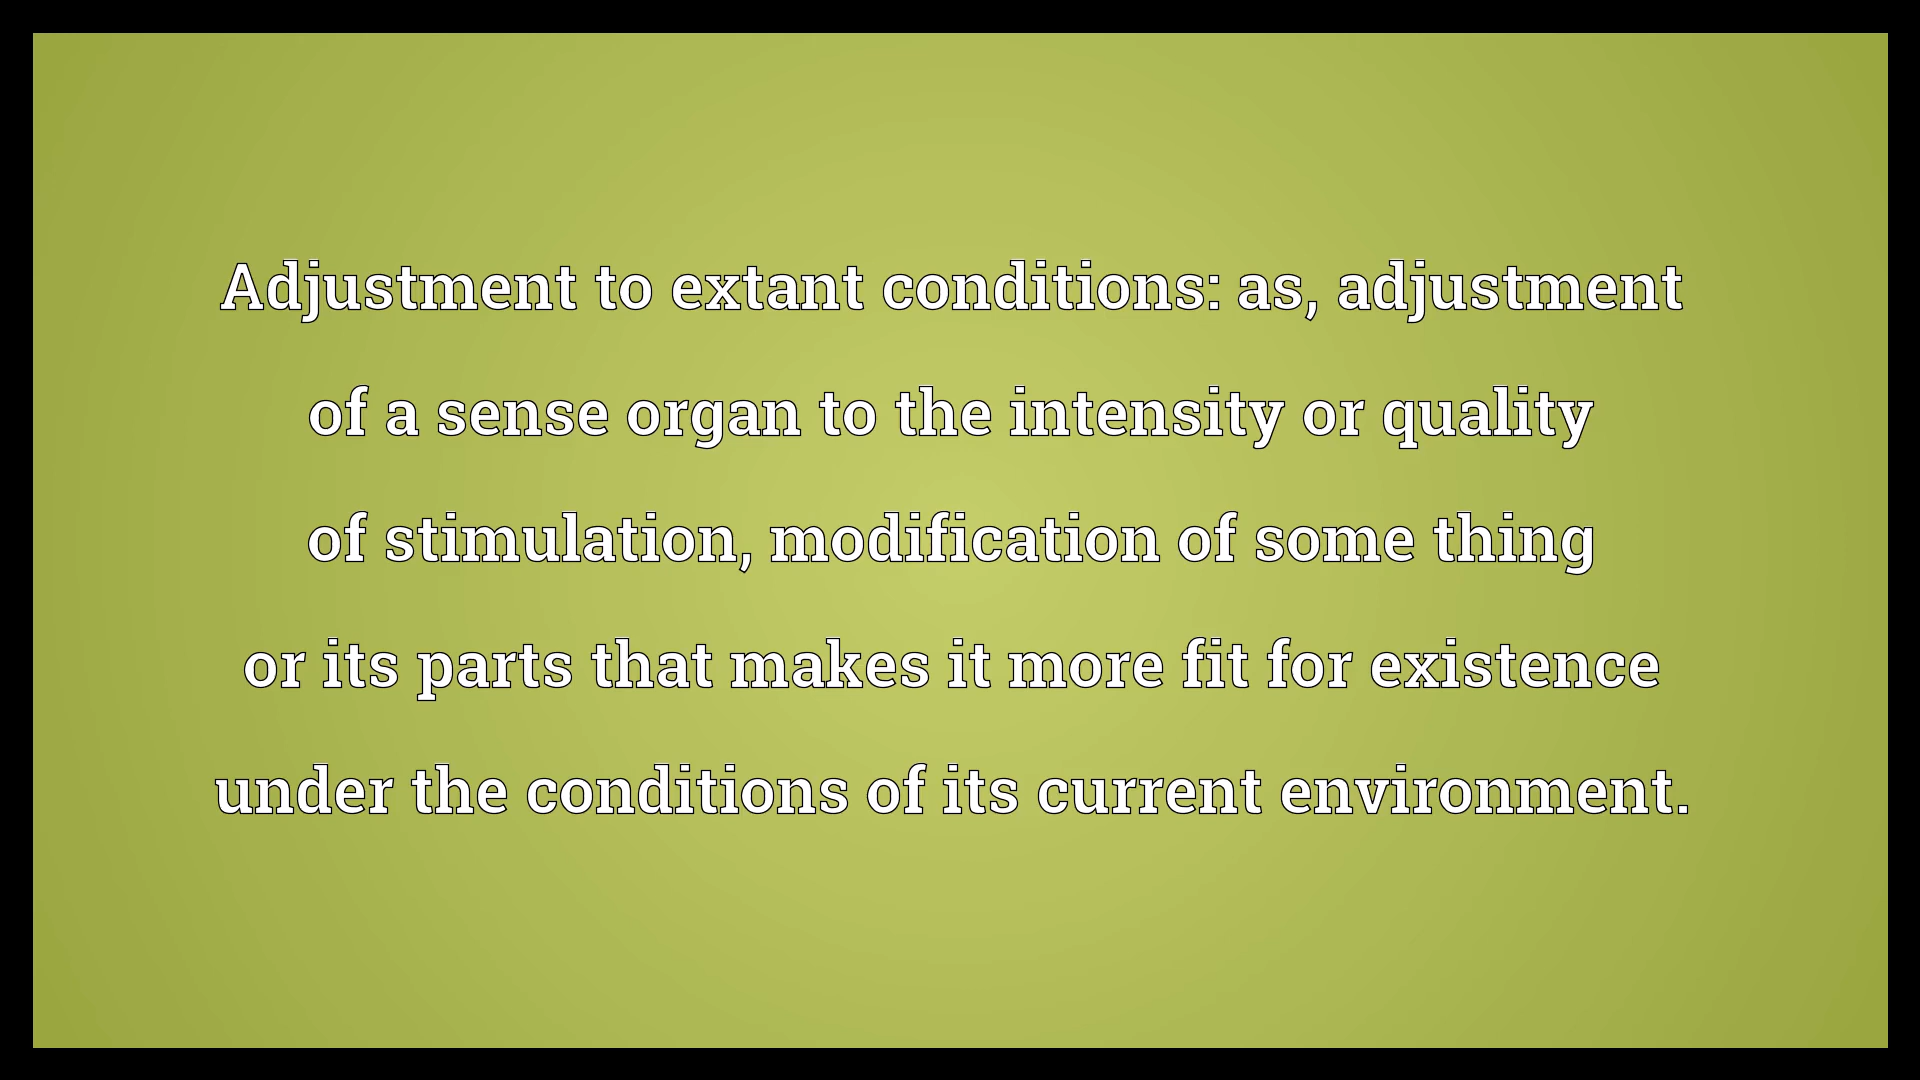 Adjustment to extant conditions: as, adjustment
of a sense organ to the intensity or quality
of stimulation, modification of some thing
or its parts that makes it more fit for existence
under the conditions of its current environment.